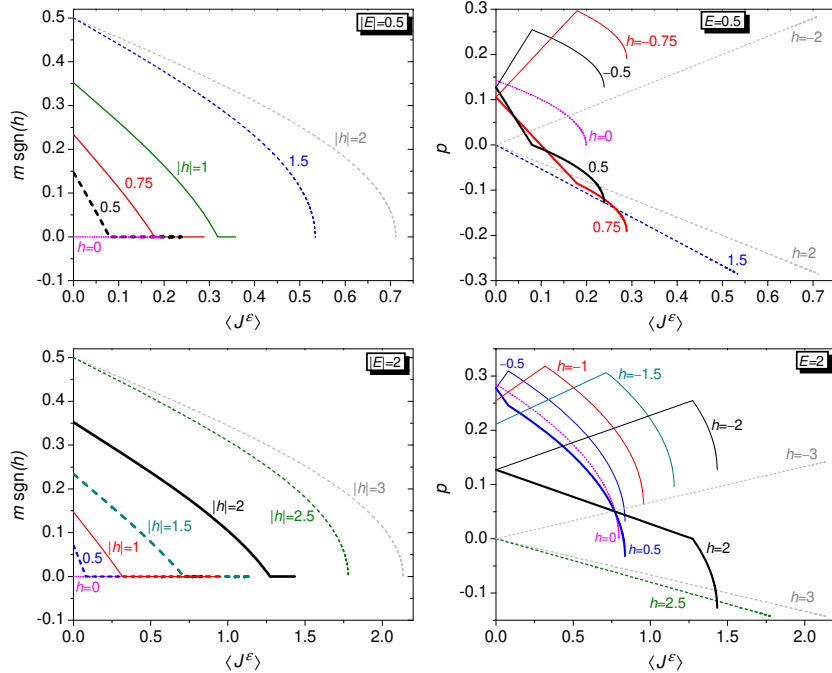 |E|=0.5
m sgn(h)
0.5
0.4
0.3
0.2
0.1
0.0
-0.1
0.0 0.1 0.2 0.3 0.4 0.5 0.6 0.7
⟨J^ε⟩
|h|=2
1.5
|h|=1
0.75
0.5
h=0
E=0.5
p
0.3
0.2
0.1
0.0
-0.1
-0.2
-0.3
0.0 0.1 0.2 0.3 0.4 0.5 0.6 0.7
⟨J^ε⟩
h=-2
h=-0.75
-0.5
h=0
0.5
0.75
1.5
h=2
|E|=2
m sgn(h)
0.5
0.4
0.3
0.2
0.1
0.0
-0.1
0.0 0.5 1.0 1.5 2.0
⟨J^ε⟩
|h|=3
|h|=2.5
|h|=2
|h|=1.5
|h|=1
0.5
h=0
E=2
p
0.3
0.2
0.1
0.0
-0.1
0.0 0.5 1.0 1.5 2.0
⟨J^ε⟩
-0.5
h=-1
h=-1.5
h=-2
h=-3
h=0
h=0.5
h=2
h=2.5
h=3